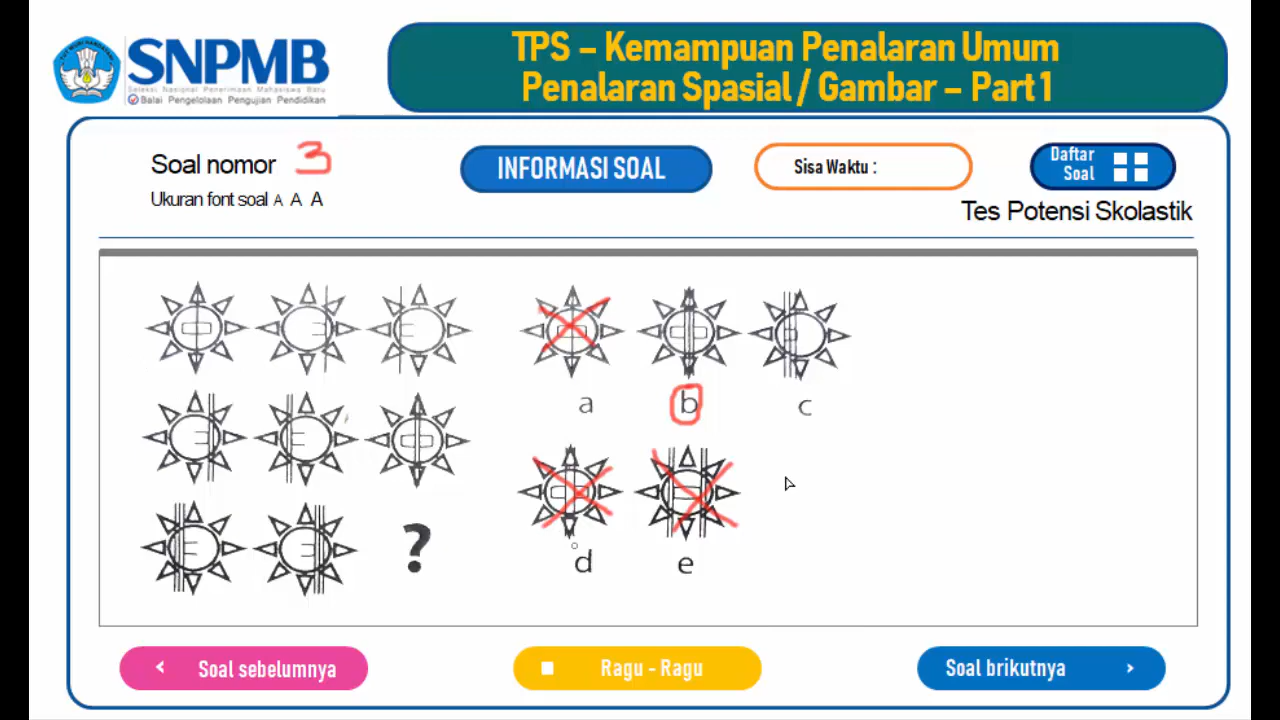 SNPMB
Seleksi Nasional Penerimaan Mahasiswa Baru
Balai Pengelolaan Pengujian Pendidikan
TPS – Kemampuan Penalaran Umum
Penalaran Spasial / Gambar – Part 1
Soal nomor 3
Ukuran font soal A A A
INFORMASI SOAL
Sisa Waktu :
Daftar
Soal
Tes Potensi Skolastik
?
a
b
c
d
e
< Soal sebelumnya
Ragu - Ragu
Soal brikutnya >